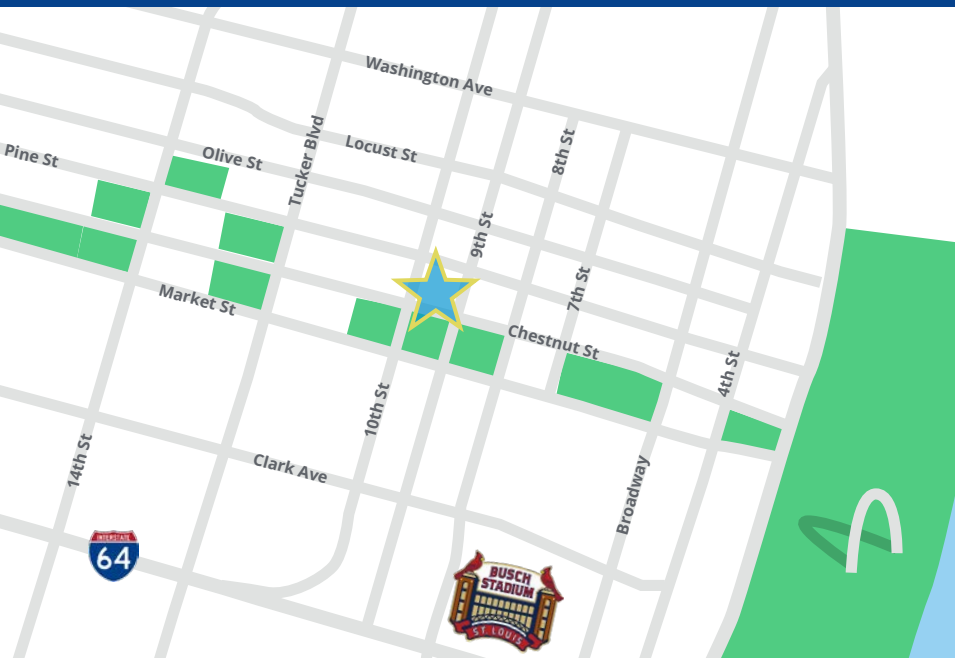 Washington Ave
Tucker Blvd
Locust St
8th St
Olive St
Pine St
9th St
7th St
Market St
Chestnut St
4th St
10th St
14th St
Clark Ave
Broadway
INTERSTATE
64
BUSCH
STADIUM
ST. LOUIS